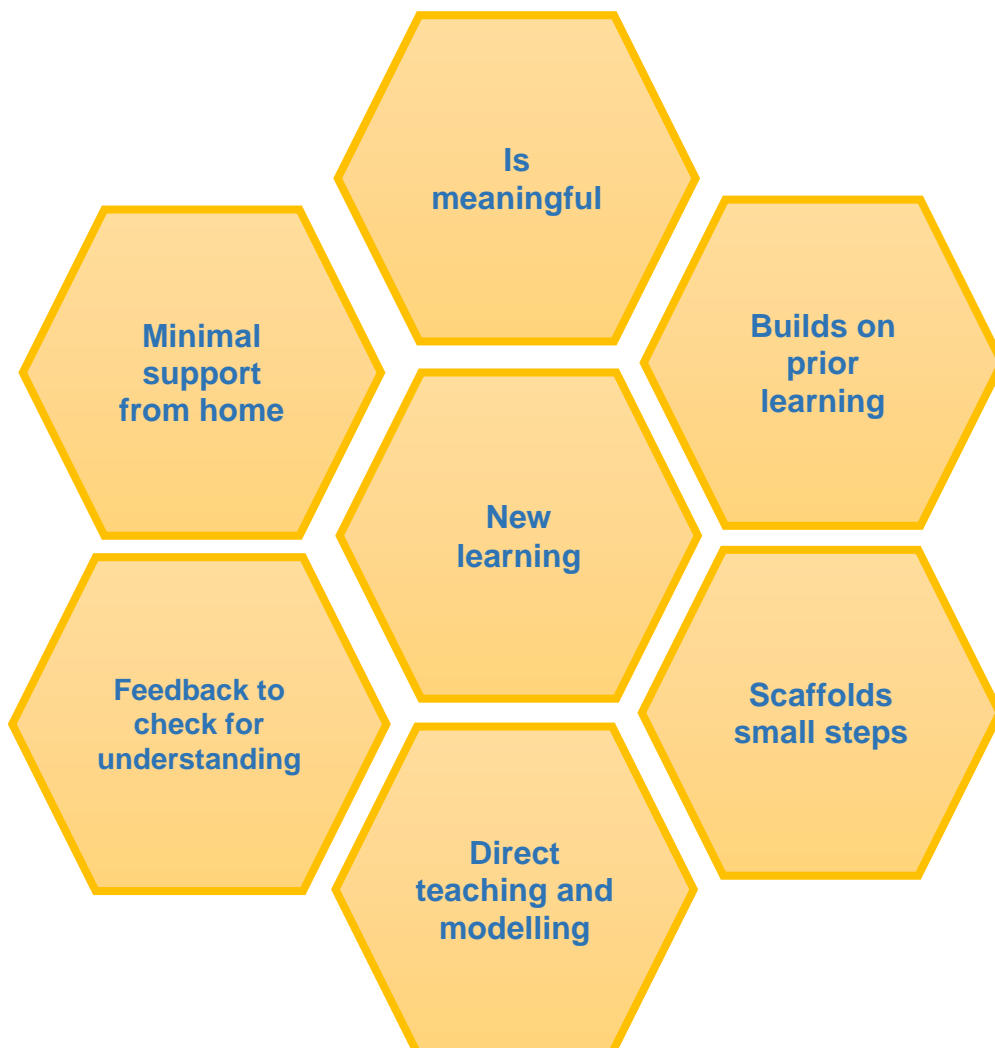 Is
meaningful
Minimal
support
from home
Builds on
prior
learning
New
learning
Feedback to
check for
understanding
Scaffolds
small steps
Direct
teaching and
modelling